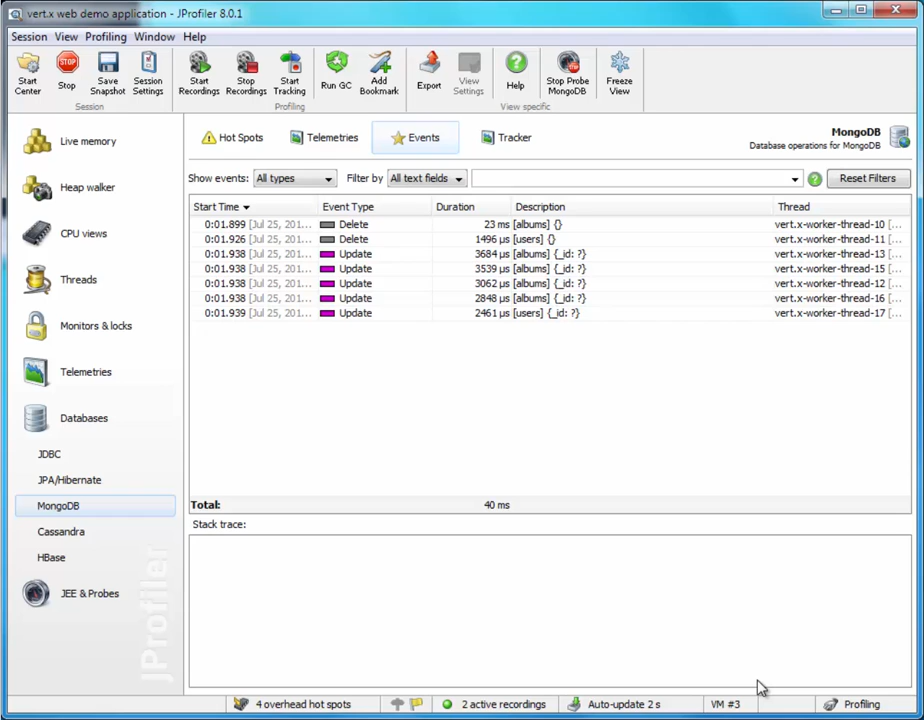 vert.x web demo application - JProfiler 8.0.1
Session View Profiling Window Help
Start Center
Stop
Save Snapshot
Session Settings
Start Recordings
Stop Recordings
Start Tracking
Run GC
Add Bookmark
Export
View Settings
Help
Stop Probe MongoDB
Freeze View
Session
Profiling
View specific
Live memory
Heap walker
CPU views
Threads
Monitors & locks
Telemetries
Databases
JDBC
JPA/Hibernate
MongoDB
Cassandra
HBase
JEE & Probes
JProfiler
Hot Spots Telemetries Events Tracker
MongoDB
Database operations for MongoDB
Show events: All types Filter by All text fields Reset Filters
Start Time Event Type Duration Description Thread
0:01.899 [Jul 25, 201... Delete 23 ms [albums] {} vert.x-worker-thread-10 [...
0:01.926 [Jul 25, 201... Delete 1496 µs [users] {} vert.x-worker-thread-11 [...
0:01.938 [Jul 25, 201... Update 3684 µs [albums] {_id: ?} vert.x-worker-thread-13 [...
0:01.938 [Jul 25, 201... Update 3539 µs [albums] {_id: ?} vert.x-worker-thread-15 [...
0:01.938 [Jul 25, 201... Update 3062 µs [albums] {_id: ?} vert.x-worker-thread-12 [...
0:01.938 [Jul 25, 201... Update 2848 µs [albums] {_id: ?} vert.x-worker-thread-16 [...
0:01.939 [Jul 25, 201... Update 2461 µs [users] {_id: ?} vert.x-worker-thread-17 [...
Total: 40 ms
Stack trace:
4 overhead hot spots 2 active recordings Auto-update 2 s VM #3 Profiling